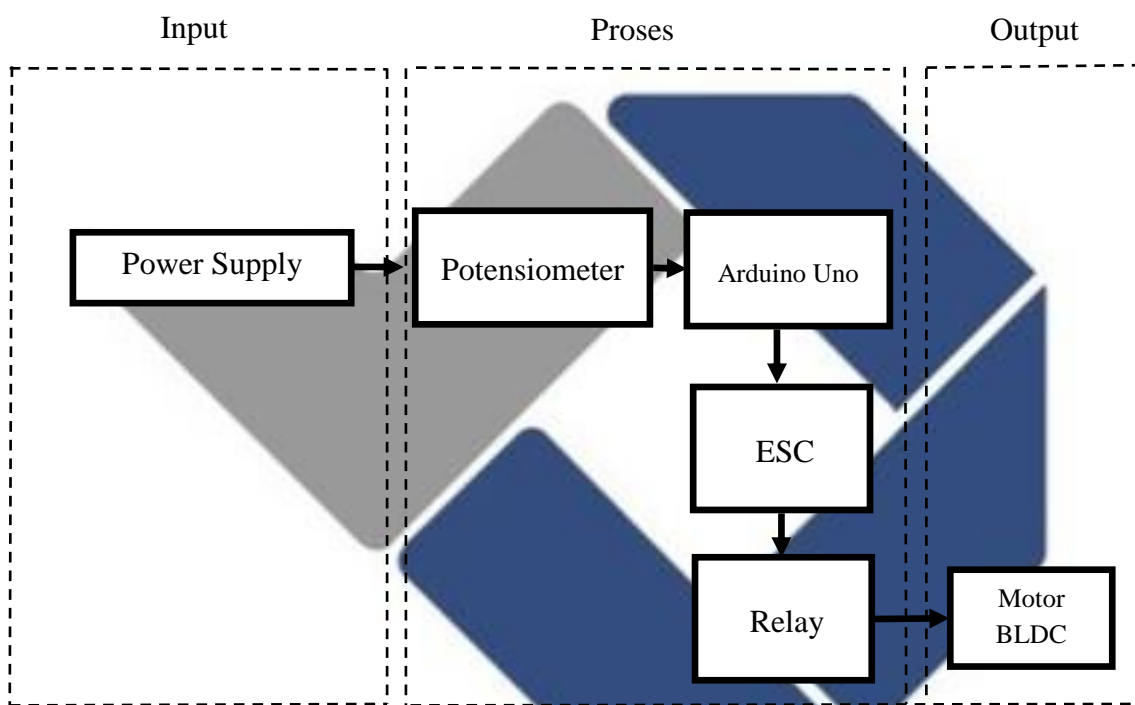 Input
Proses
Output
Power Supply
Potensiometer
Arduino Uno
ESC
Relay
Motor
BLDC